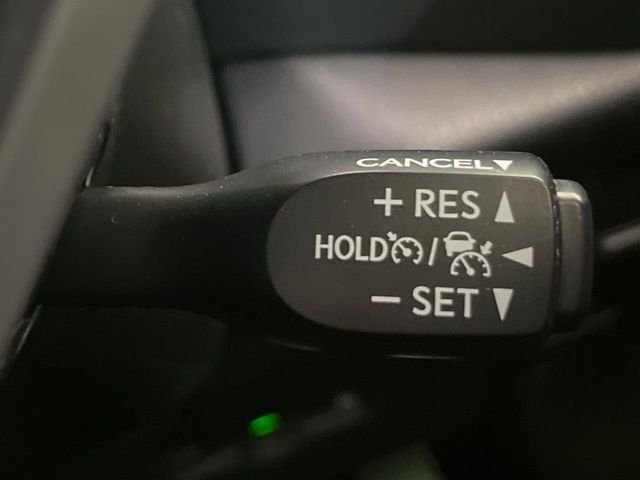 CANCEL▼
+ RES ▲
HOLD / ◀
− SET ▼